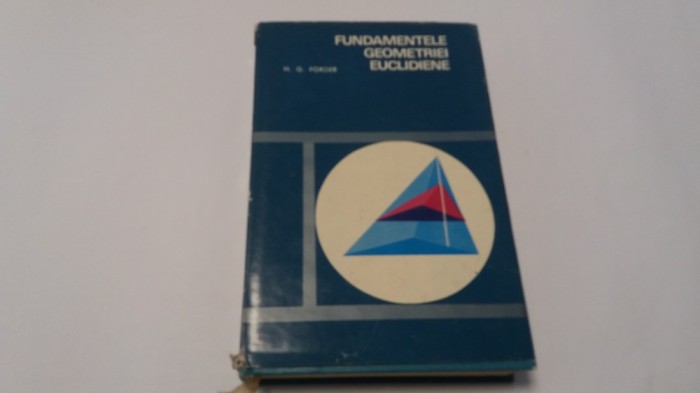 FUNDAMENTELE
GEOMETRIEI
EUCLIDIENE
H. G. FORDER